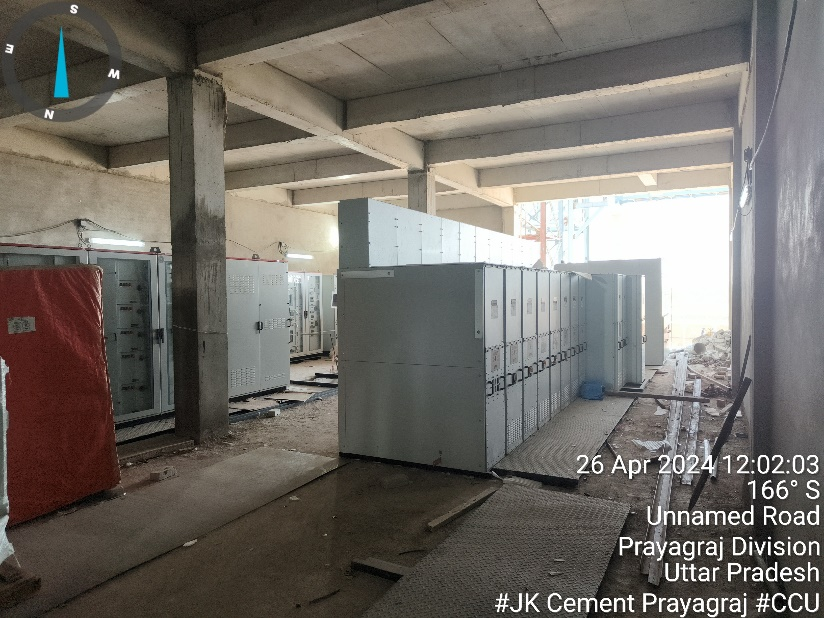 S
E
W
N
26 Apr 2024 12:02:03
166° S
Unnamed Road
Prayagraj Division
Uttar Pradesh
#JK Cement Prayagraj #CCU